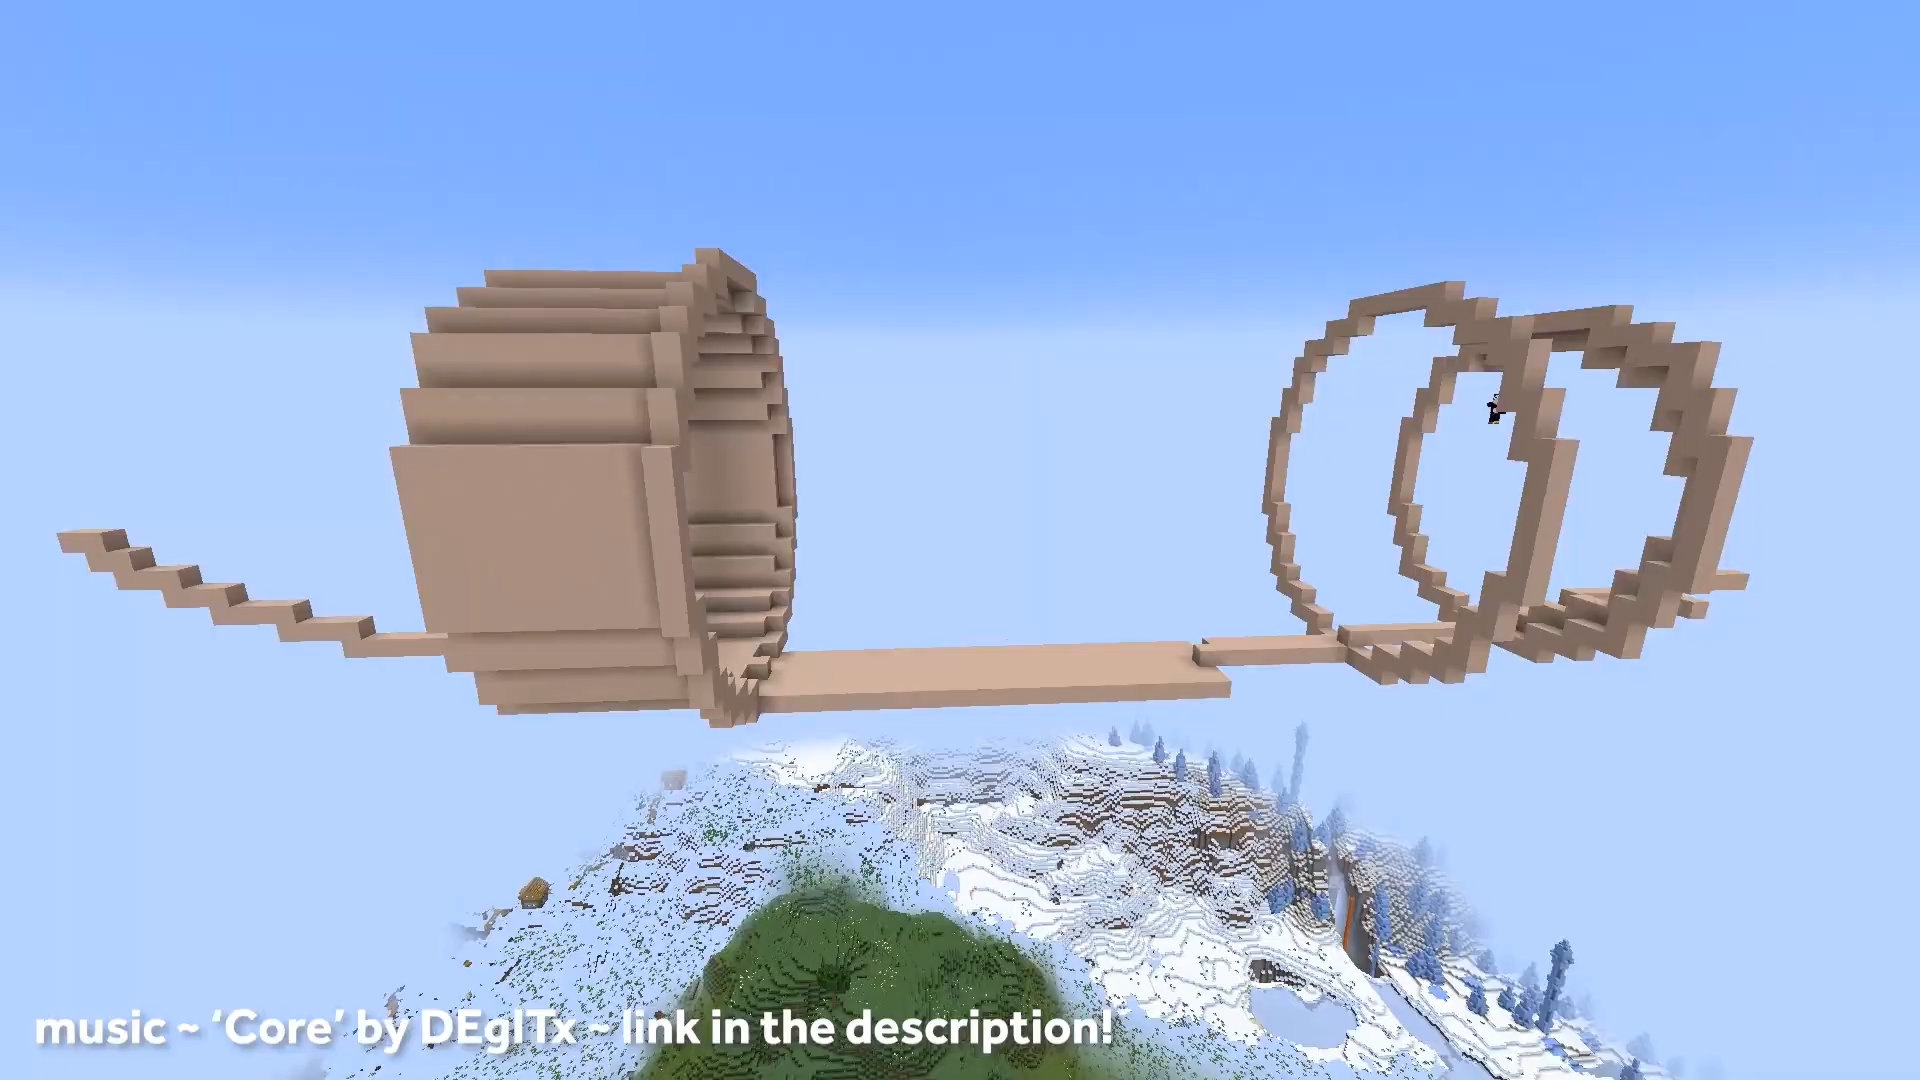 music ~ ‘Core’ by DEgITx ~ link in the description!